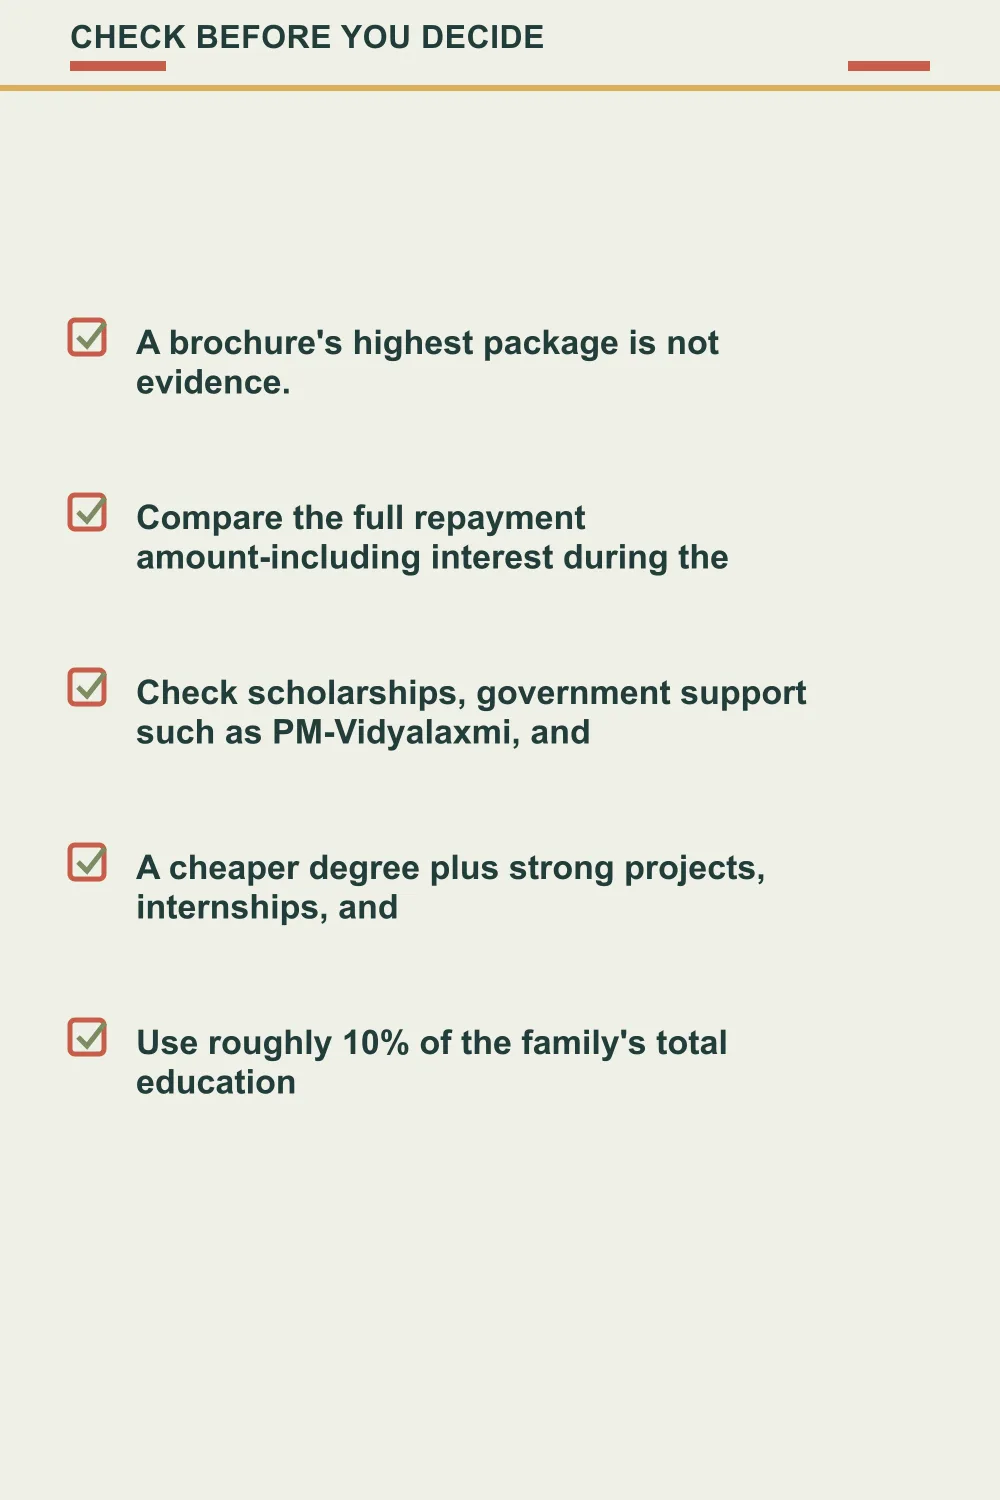 CHECK BEFORE YOU DECIDE
A brochure's highest package is not
evidence.
Compare the full repayment
amount-including interest during the
Check scholarships, government support
such as PM-Vidyalaxmi, and
A cheaper degree plus strong projects,
internships, and
Use roughly 10% of the family's total
education